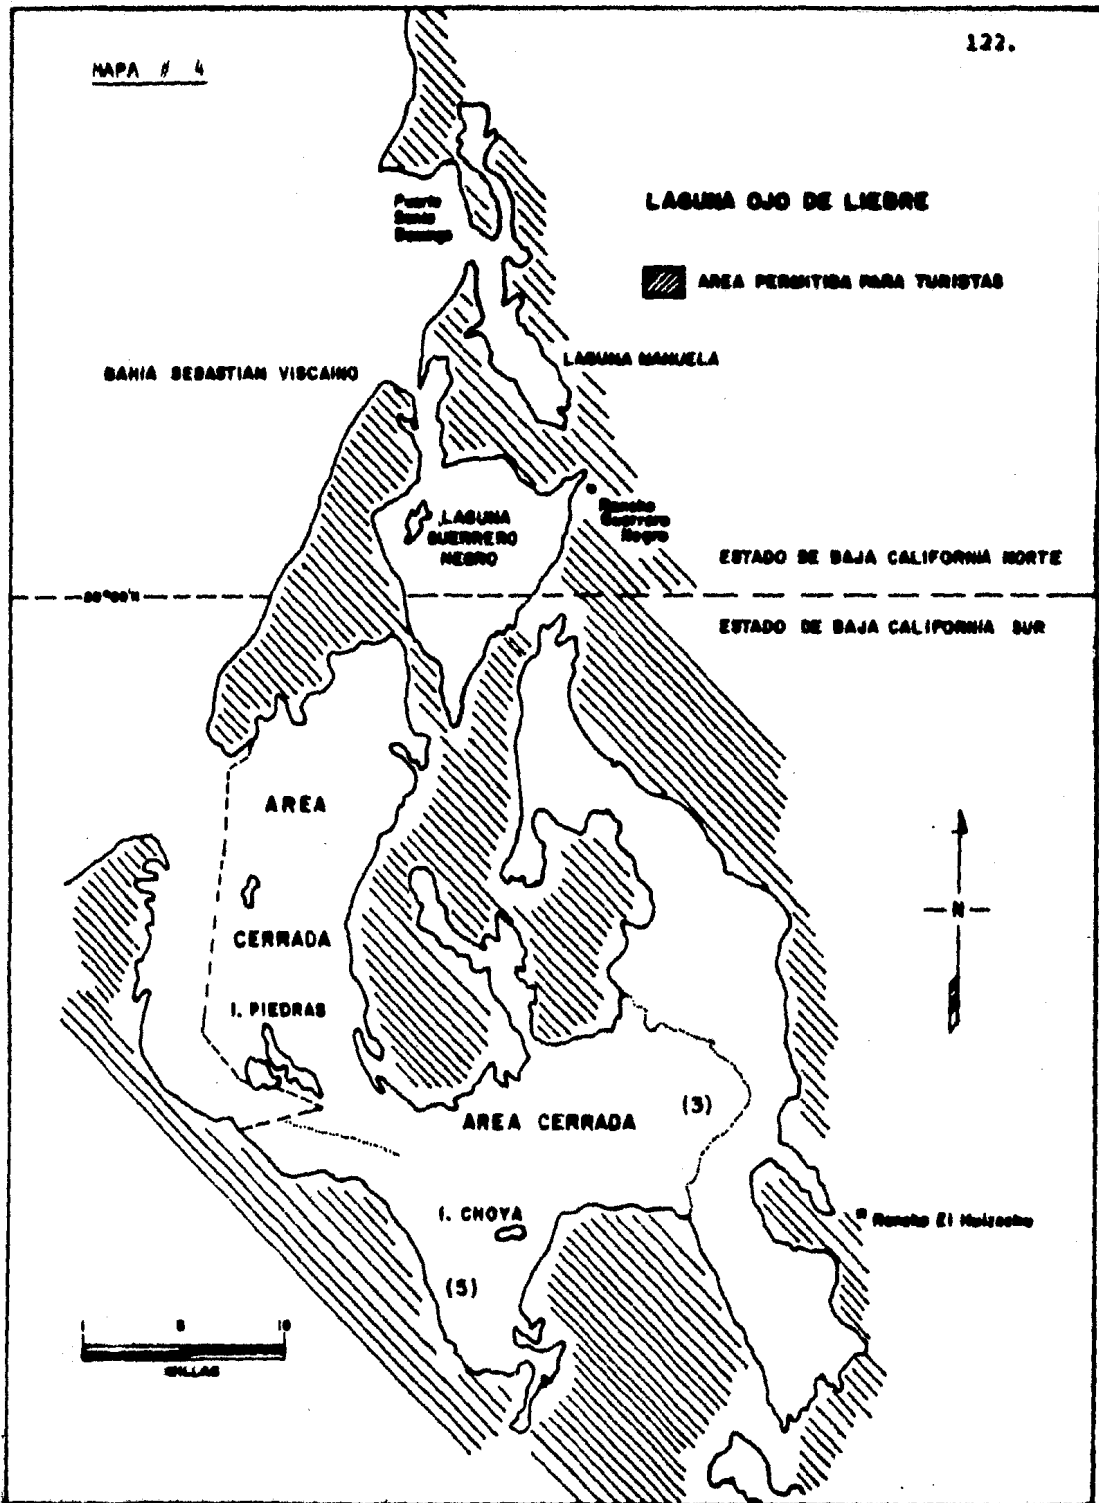 122.
MAPA # 4
LAGUNA OJO DE LIEBRE
AREA PERMITIDA PARA TURISTAS
Puerto
Santo
Domingo
LAGUNA MANUELA
BAHIA SEBASTIAN VISCAINO
Rancho
Guerrero
Negro
LAGUNA
GUERRERO
NEGRO
ESTADO DE BAJA CALIFORNIA NORTE
ESTADO DE BAJA CALIFORNIA SUR
AREA
CERRADA
N
I. PIEDRAS
AREA CERRADA
(3)
I. CHOYA
Rancho El
(5)
10
MILLAS